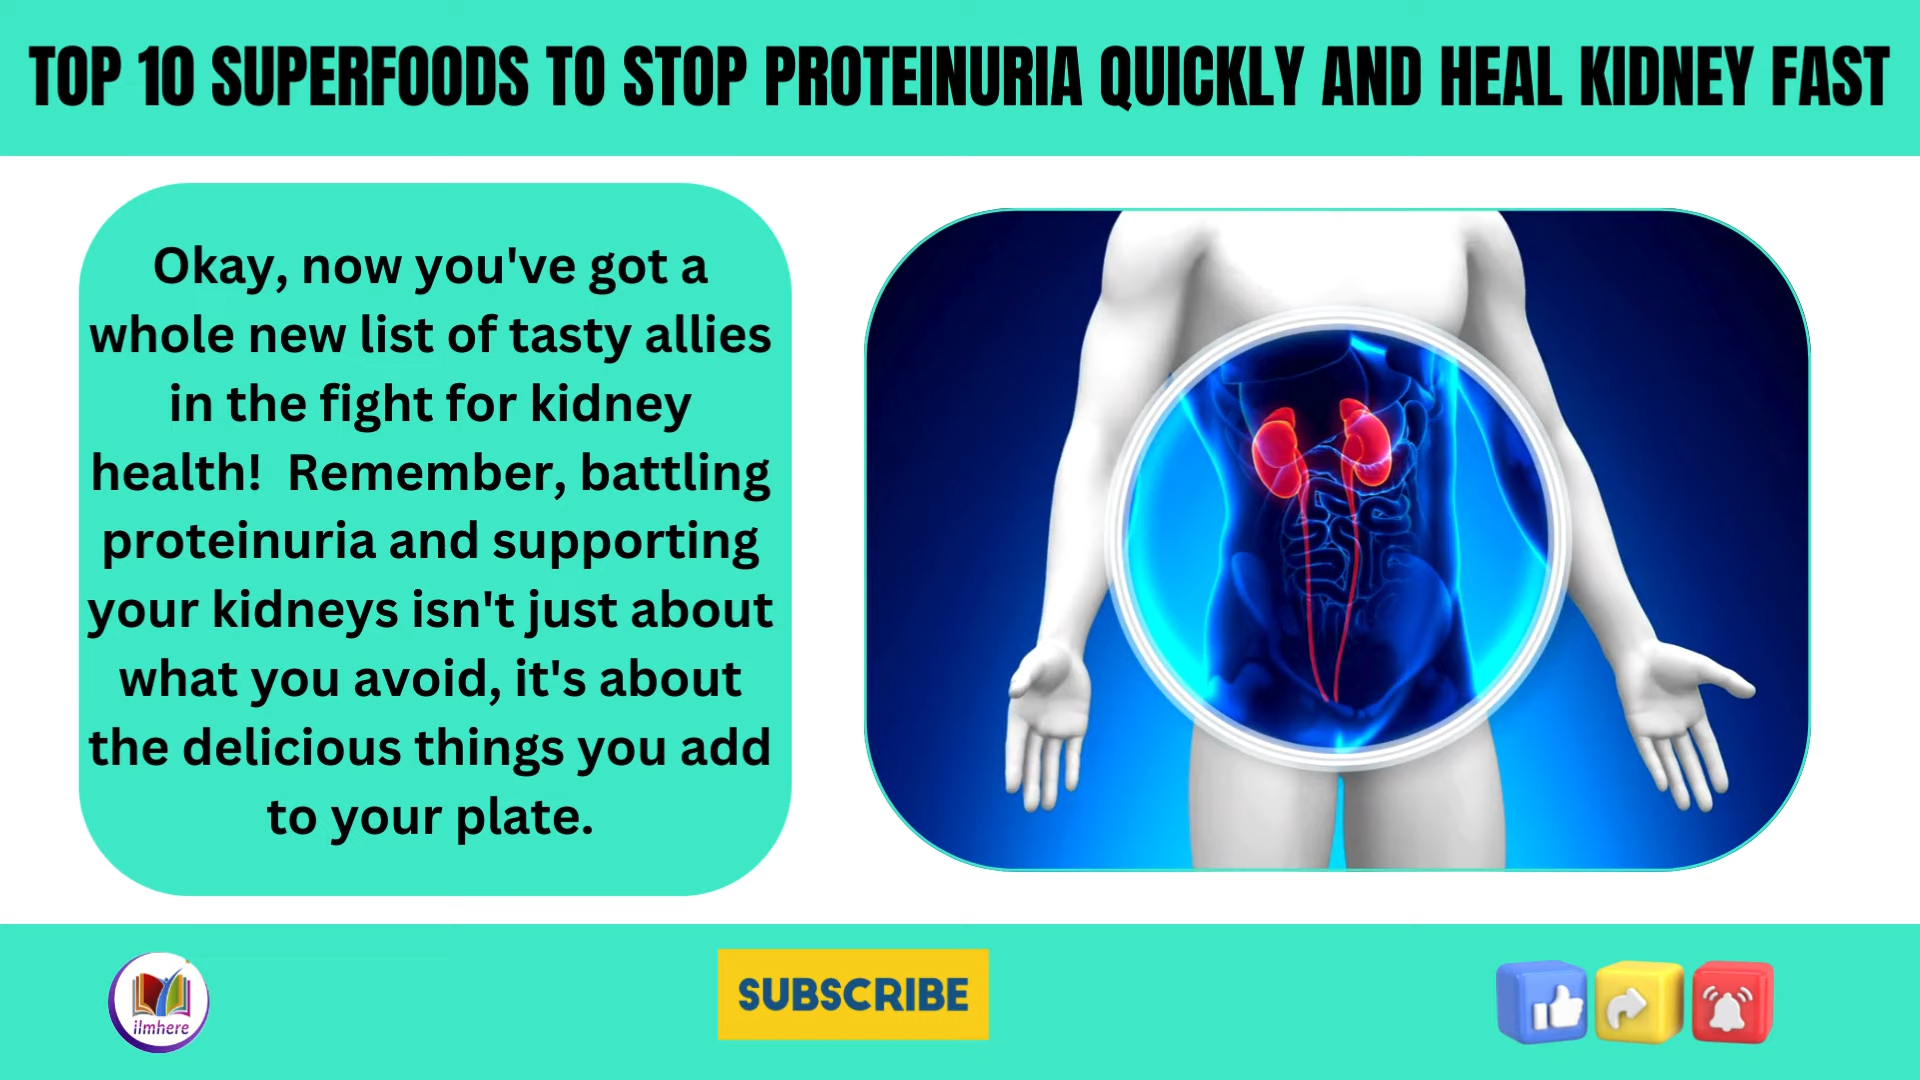 TOP 10 SUPERFOODS TO STOP PROTEINURIA QUICKLY AND HEAL KIDNEY FAST
Okay, now you've got a
whole new list of tasty allies
in the fight for kidney
health!  Remember, battling
proteinuria and supporting
your kidneys isn't just about
what you avoid, it's about
the delicious things you add
to your plate.
ilmhere
SUBSCRIBE